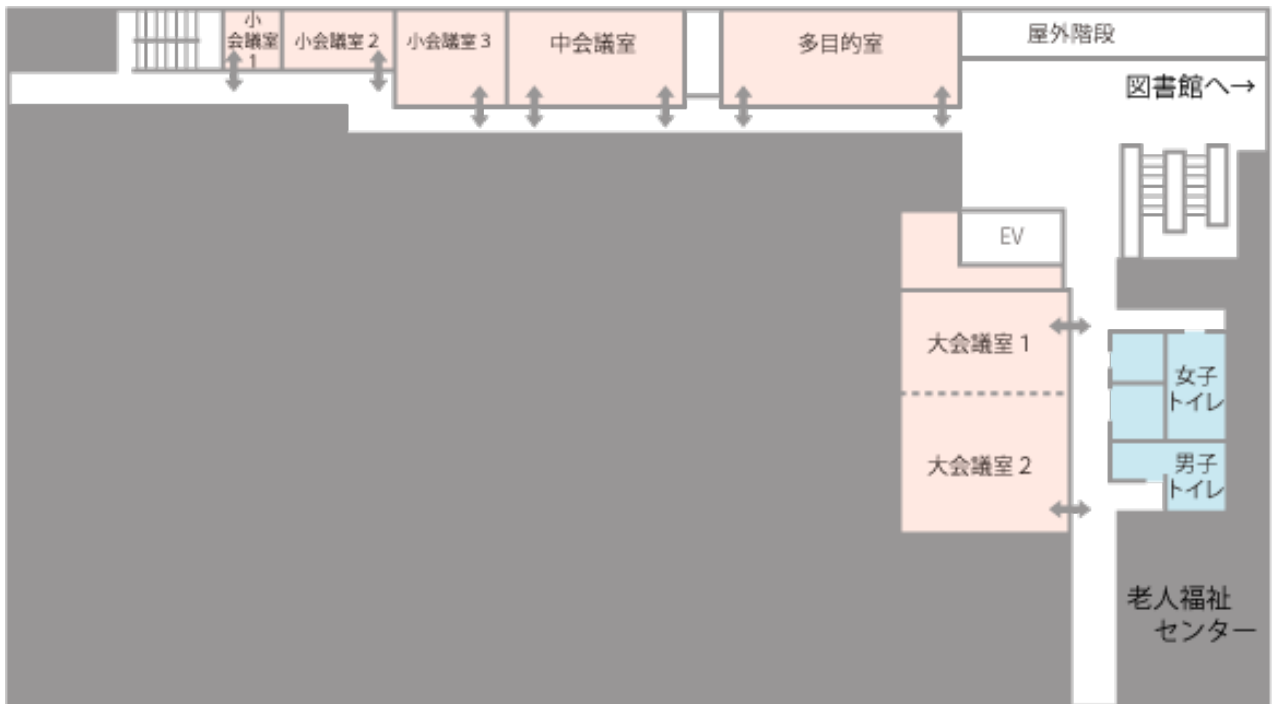 小
会議室
1
小会議室 2
小会議室 3
中会議室
多目的室
屋外階段
図書館へ→
EV
大会議室 1
女子
トイレ
大会議室 2
男子
トイレ
老人福祉
センター